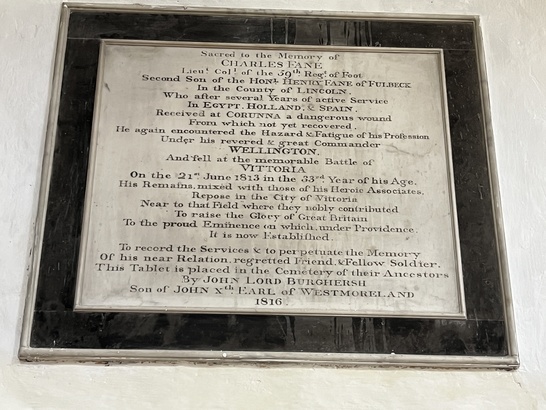 Sacred to the Memory of
CHARLES FANE
Lieut. Coll. of the 59th Regt. of Foot
Second Son of the HONL. HENRY FANE of FULBECK
In the County of LINCOLN.
Who after several Years of active Service
In EGYPT, HOLLAND, & SPAIN.
Received at CORUNNA a dangerous wound
From which not yet recovered,
He again encountered the Hazard & Fatigue of his Profession
Under his revered & great Commander
WELLINGTON,
And fell at the memorable Battle of
VITTORIA
On the 21st June 1813 in the 33rd Year of his Age.
His Remains, mixed with those of his Heroic Associates,
Repose in the City of Vittoria
Near to that Field where they nobly contributed
To raise the Glory of Great Britain
To the proud Eminence on which, under Providence,
It is now Established.
To record the Services & to perpetuate the Memory
Of his near Relation, regretted Friend, & Fellow Soldier.
This Tablet is placed in the Cemetery of their Ancestors
By JOHN LORD BURGHERSH
Son of JOHN Xth EARL of WESTMORELAND
1816.